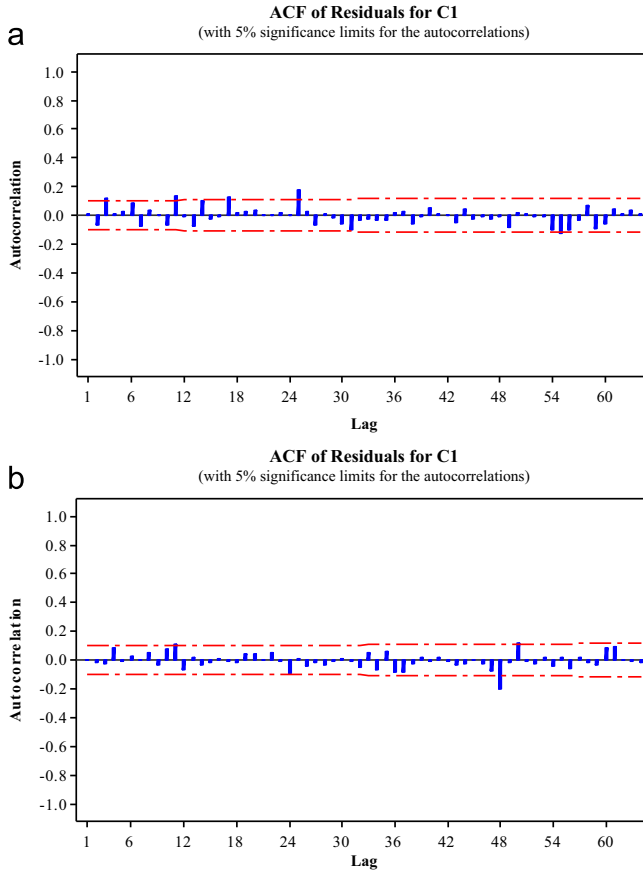 a
ACF of Residuals for C1
(with 5% significance limits for the autocorrelations)
1.0
0.8
0.6
0.4
0.2
0.0
-0.2
-0.4
-0.6
-0.8
-1.0
Autocorrelation
1 6 12 18 24 30 36 42 48 54 60
Lag
b
ACF of Residuals for C1
(with 5% significance limits for the autocorrelations)
1.0
0.8
0.6
0.4
0.2
0.0
-0.2
-0.4
-0.6
-0.8
-1.0
Autocorrelation
1 6 12 18 24 30 36 42 48 54 60
Lag